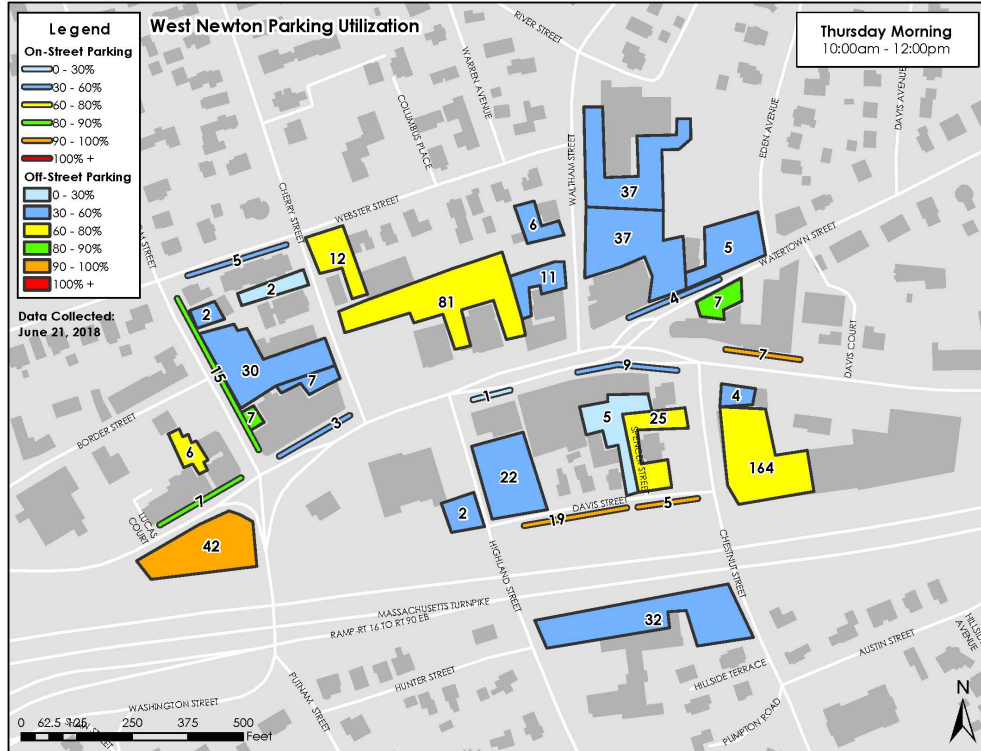 West Newton Parking Utilization
Thursday Morning
10:00am - 12:00pm
Legend
On-Street Parking
0 - 30%
30 - 60%
60 - 80%
80 - 90%
90 - 100%
100% +
Off-Street Parking
0 - 30%
30 - 60%
60 - 80%
80 - 90%
90 - 100%
100% +
Data Collected:
June 21, 2018
RIVER STREET
WARREN AVENUE
COLUMBUS PLACE
WALTHAM STREET
EDEN AVENUE
DAVIS AVENUE
CHERRY STREET
WEBSTER STREET
WATERTOWN STREET
DAVIS COURT
BORDER STREET
LUCAS
COURT
SPENCER STREET
DAVIS STREET
HIGHLAND STREET
CHESTNUT STREET
MASSACHUSETTS TURNPIKE
RAMP-RT 16 TO RT 90 EB
HUNTER STREET
PUTNAM STREET
WASHINGTON STREET
HILLSIDE TERRACE
AUSTIN STREET
HILLSIDE
AVENUE
PLIMPTON ROAD
37
37
6
5
11
4
7
7
12
5
2
81
2
30
7
15
7
3
6
7
42
1
9
5
25
4
164
22
2
19
5
32
0 62.5 125 250 375 500
Feet
N